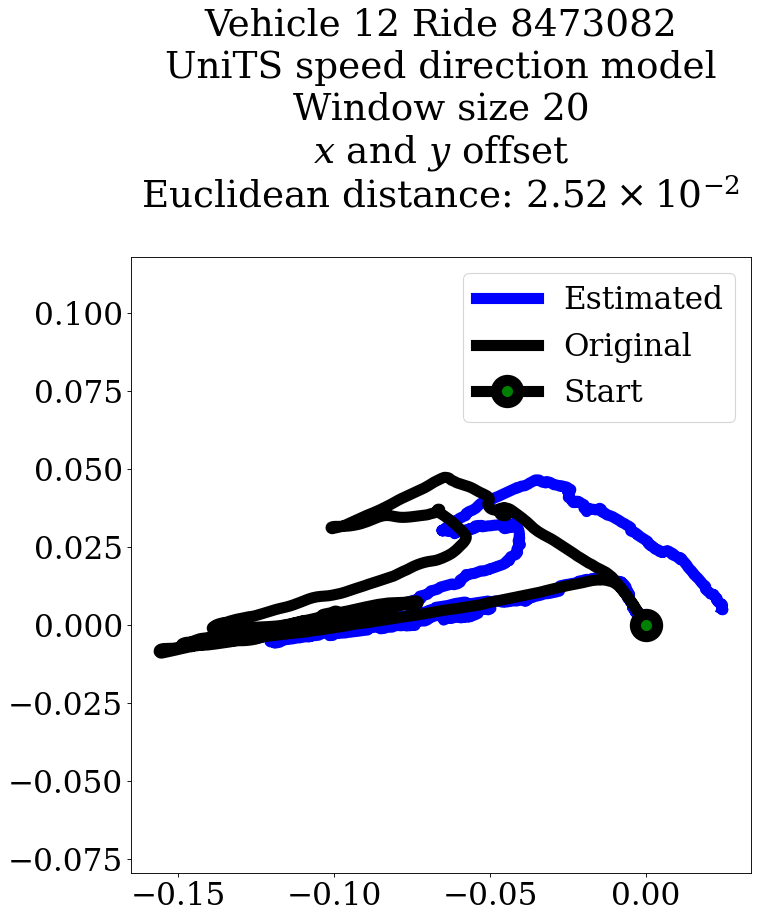 Vehicle 12 Ride 8473082
UniTS speed direction model
Window size 20
x and y offset
Euclidean distance: 2.52 × 10⁻²
Estimated
Original
Start
0.100
0.075
0.050
0.025
0.000
−0.025
−0.050
−0.075
−0.15
−0.10
−0.05
0.00